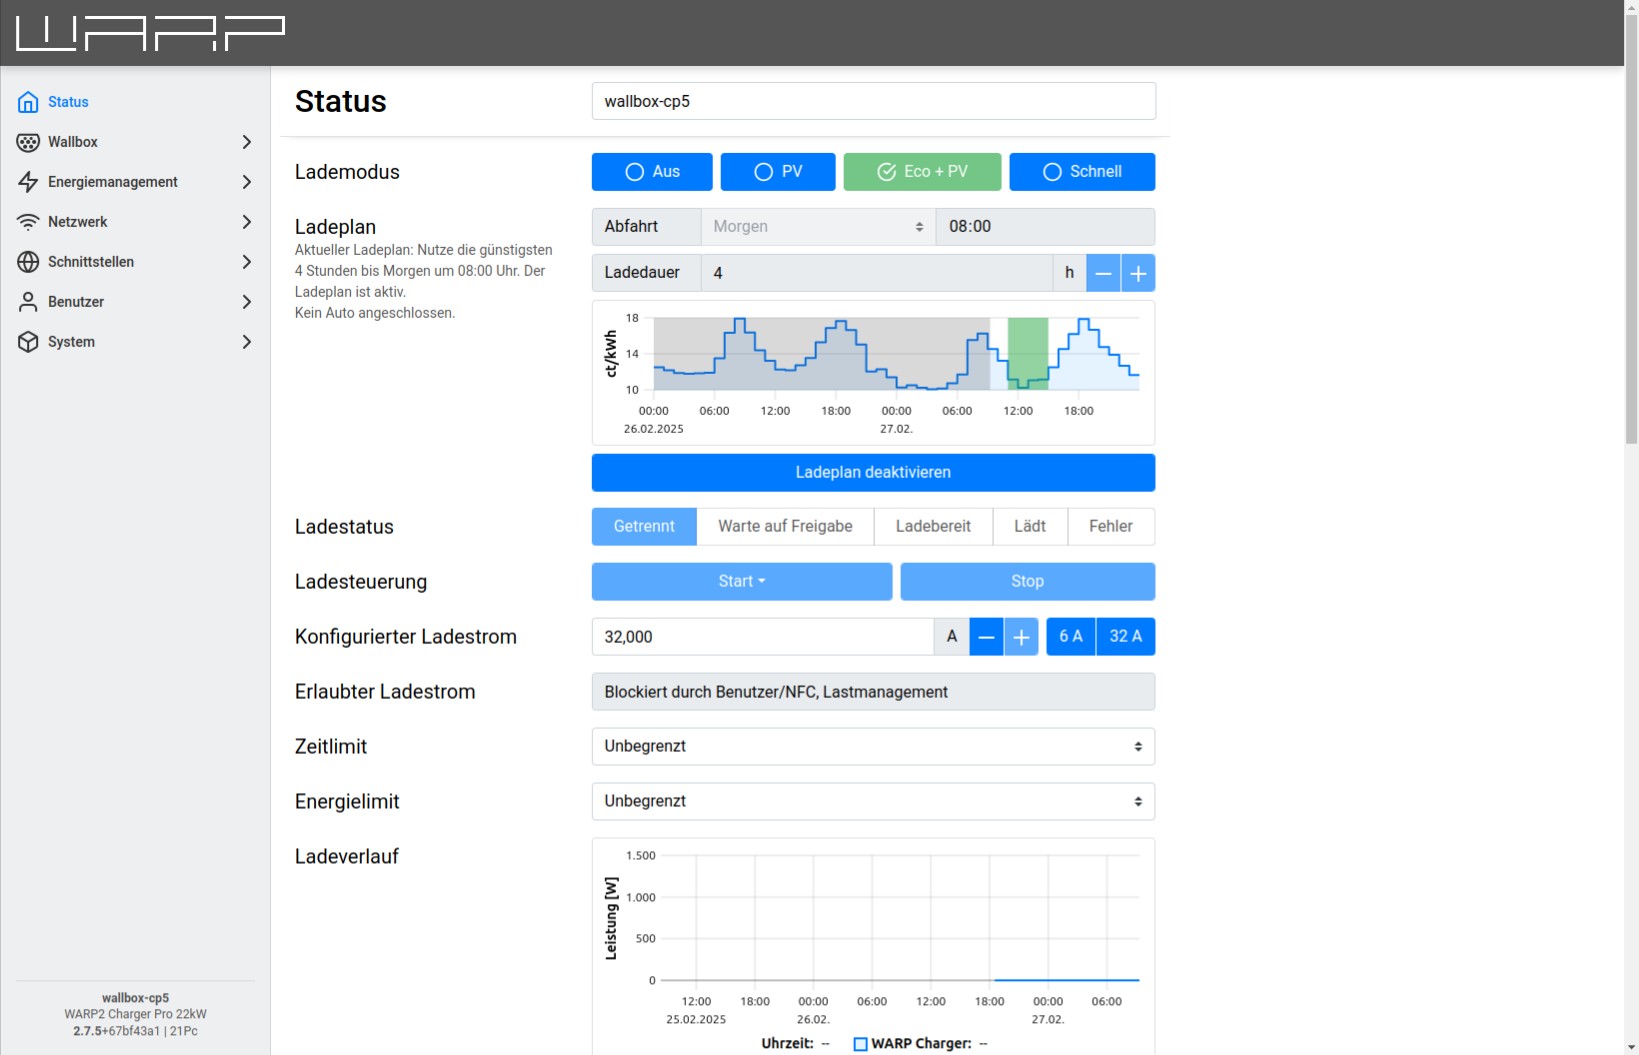 WARP
Status
Wallbox
Energiemanagement
Netzwerk
Schnittstellen
Benutzer
System
wallbox-cp5
WARP2 Charger Pro 22kW
2.7.5+67bf43a1 | 21Pc
Status
wallbox-cp5
Lademodus
Aus
PV
Eco + PV
Schnell
Ladeplan
Aktueller Ladeplan: Nutze die günstigsten
4 Stunden bis Morgen um 08:00 Uhr. Der
Ladeplan ist aktiv.
Kein Auto angeschlossen.
Abfahrt
Morgen
08:00
Ladedauer
4
h
ct/kWh
18
14
10
00:00 06:00 12:00 18:00 00:00 06:00 12:00 18:00
26.02.2025 27.02.
Ladeplan deaktivieren
Ladestatus
Getrennt
Warte auf Freigabe
Ladebereit
Lädt
Fehler
Ladesteuerung
Start
Stop
Konfigurierter Ladestrom
32,000
A
6 A
32 A
Erlaubter Ladestrom
Blockiert durch Benutzer/NFC, Lastmanagement
Zeitlimit
Unbegrenzt
Energielimit
Unbegrenzt
Ladeverlauf
Leistung [W]
1.500
1.000
500
0
12:00 18:00 00:00 06:00 12:00 18:00 00:00 06:00
25.02.2025 26.02. 27.02.
Uhrzeit: -- WARP Charger: --